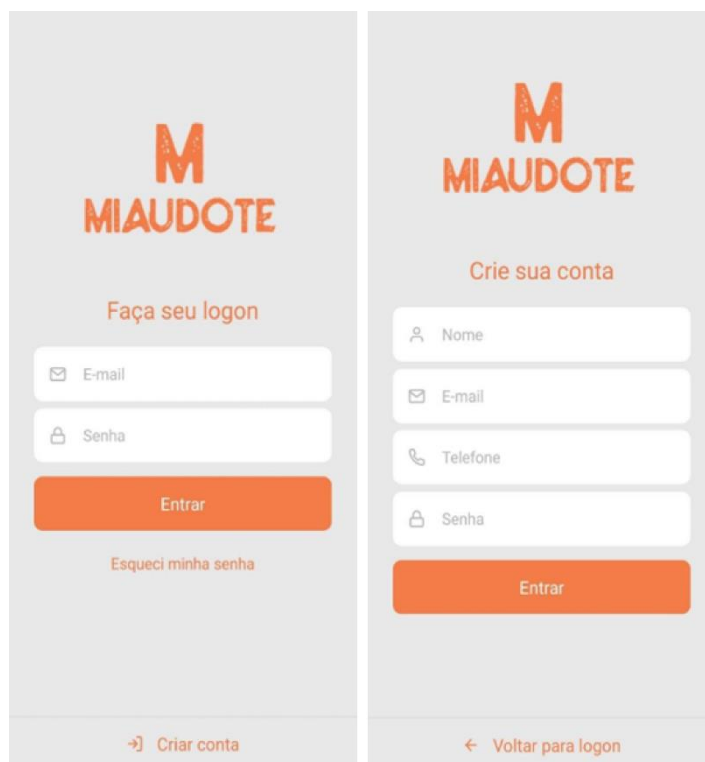 M
MIAUDOTE
Faça seu logon
E-mail
Senha
Entrar
Esqueci minha senha
Criar conta
M
MIAUDOTE
Crie sua conta
Nome
E-mail
Telefone
Senha
Entrar
Voltar para logon